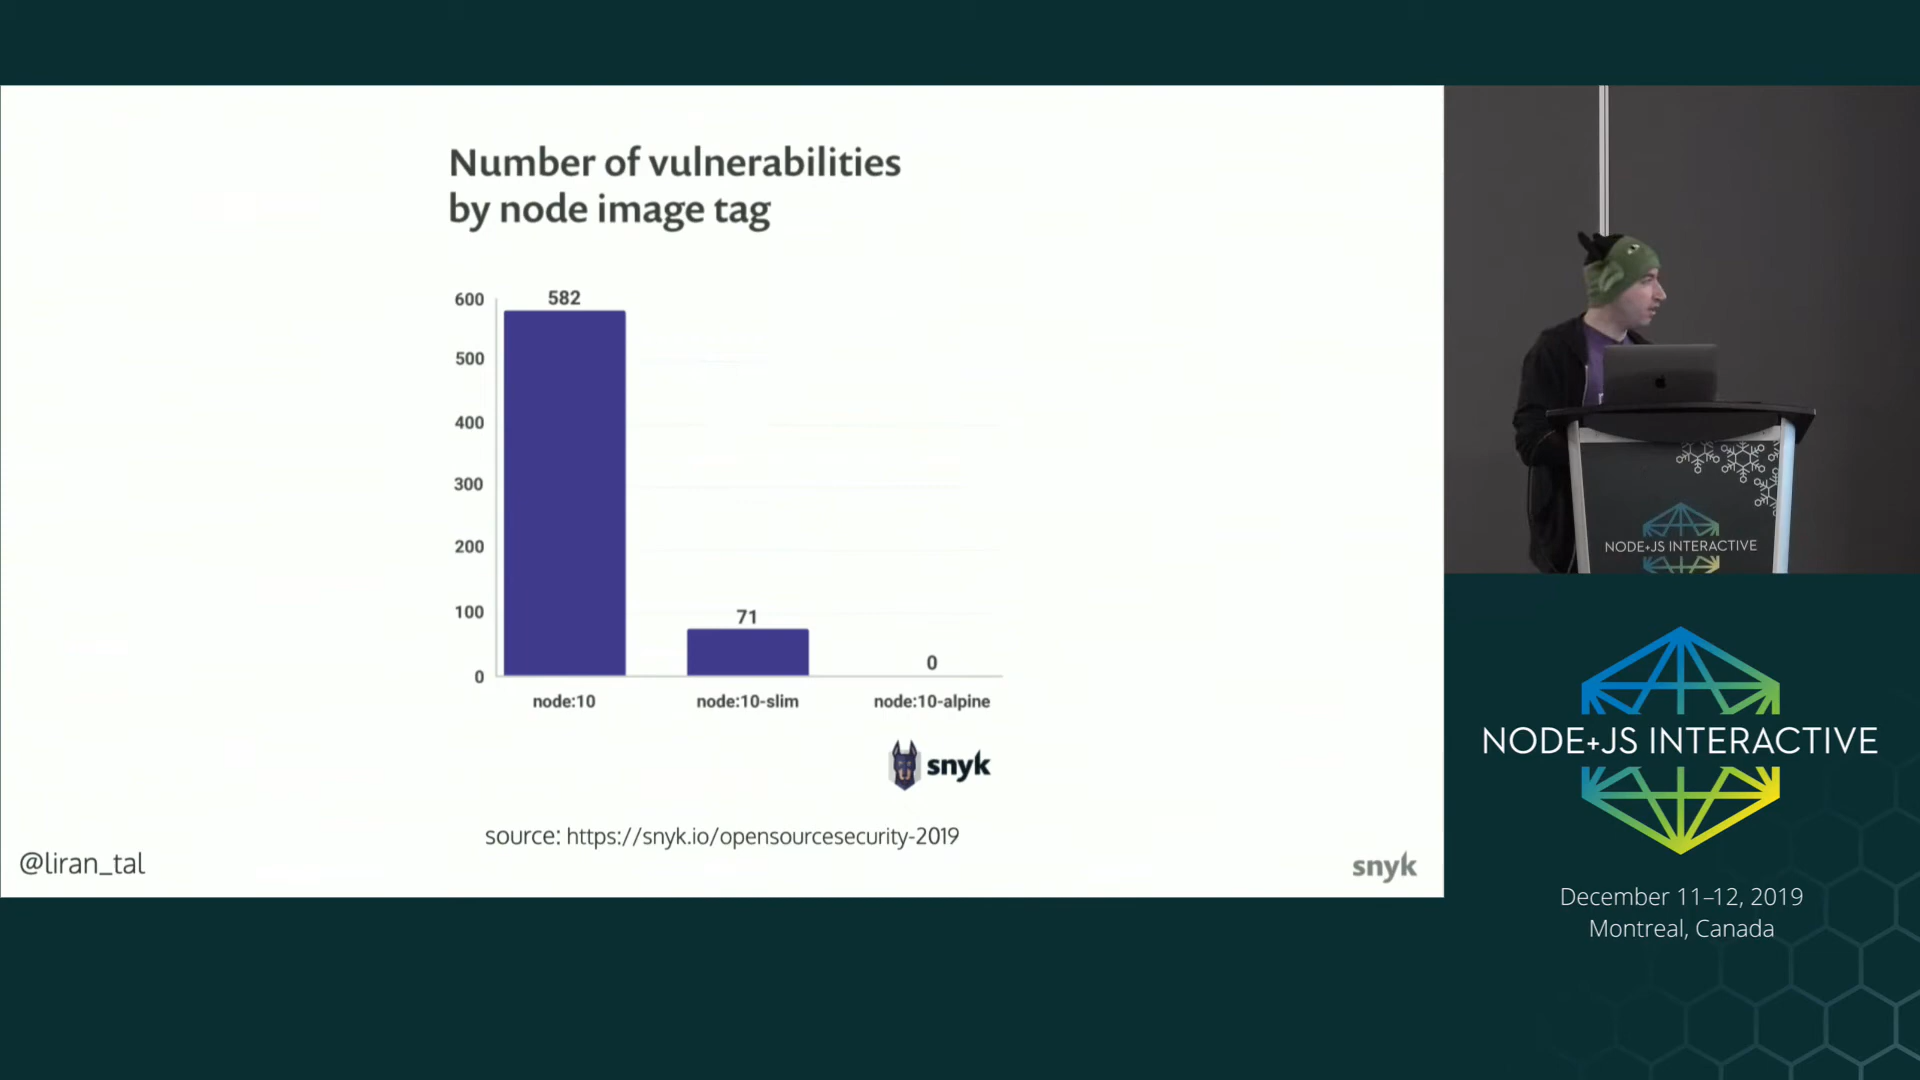 Number of vulnerabilities
by node image tag
600
500
400
300
200
100
0
582
71
0
node:10
node:10-slim
node:10-alpine
snyk
source: https://snyk.io/opensourcesecurity-2019
@liran_tal
snyk
NODE+JS INTERACTIVE
NODE+JS INTERACTIVE
December 11–12, 2019
Montreal, Canada